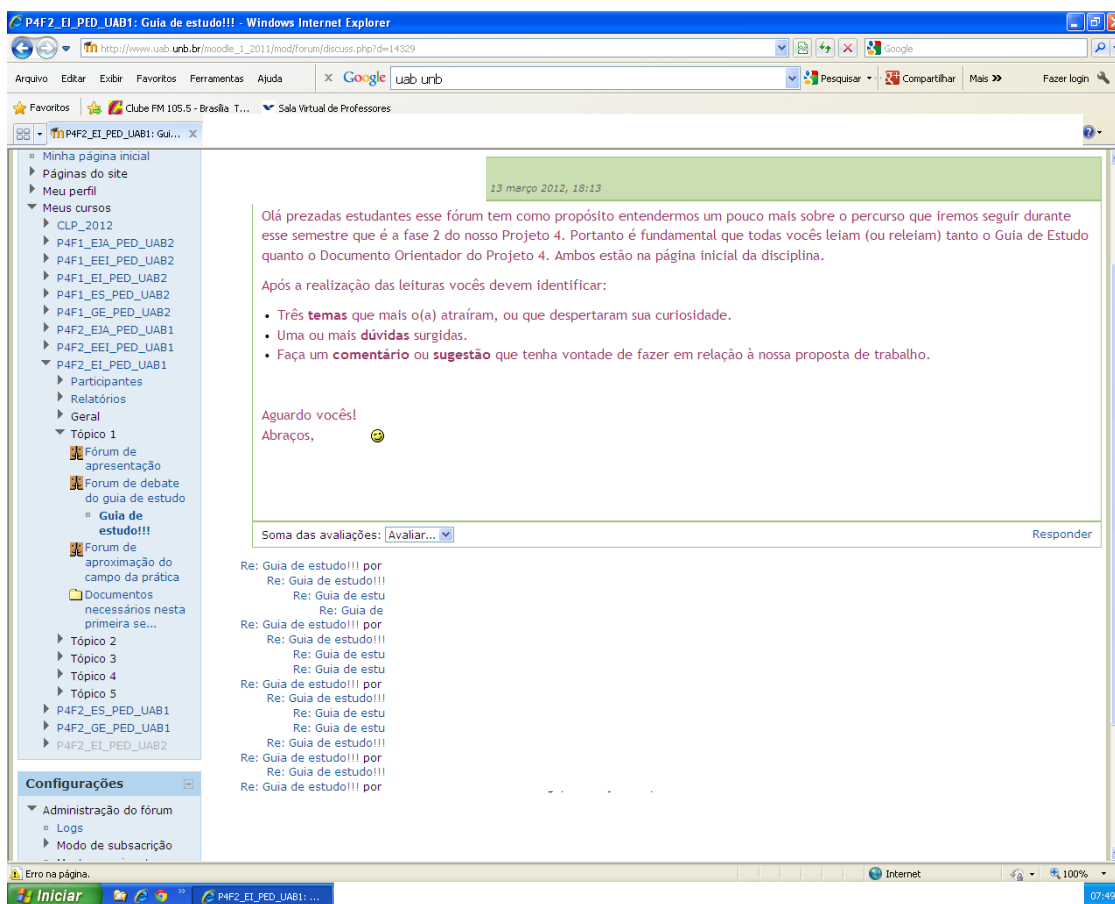 P4F2_EI_PED_UAB1: Guia de estudo!!! - Windows Internet Explorer
http://www.uab.unb.br/moodle_1_2011/mod/forum/discuss.php?d=14329
Google
Arquivo Editar Exibir Favoritos Ferramentas Ajuda x Google uab unb Pesquisar Compartilhar Mais >> Fazer login
Favoritos Clube FM 105.5 - Brasília T... Sala Virtual de Professores
P4F2_EI_PED_UAB1: Gui... X
Minha página inicial
Páginas do site
Meu perfil
Meus cursos
CLP_2012
P4F1_EJA_PED_UAB2
P4F1_EEI_PED_UAB2
P4F1_EI_PED_UAB2
P4F1_ES_PED_UAB2
P4F1_GE_PED_UAB2
P4F2_EJA_PED_UAB1
P4F2_EEI_PED_UAB1
P4F2_EI_PED_UAB1
Participantes
Relatórios
Geral
Tópico 1
Fórum de
apresentação
Forum de debate
do guia de estudo
Guia de
estudo!!!
Forum de
aproximação do
campo da prática
Documentos
necessários nesta
primeira se...
Tópico 2
Tópico 3
Tópico 4
Tópico 5
P4F2_ES_PED_UAB1
P4F2_GE_PED_UAB1
P4F2_EI_PED_UAB2
Configurações
Administração do fórum
Logs
Modo de subsacrição
13 março 2012, 18:13
Olá prezadas estudantes esse fórum tem como propósito entendermos um pouco mais sobre o percurso que iremos seguir durante
esse semestre que é a fase 2 do nosso Projeto 4. Portanto é fundamental que todas vocês leiam (ou releiam) tanto o Guia de Estudo
quanto o Documento Orientador do Projeto 4. Ambos estão na página inicial da disciplina.
Após a realização das leituras vocês devem identificar:
• Três temas que mais o(a) atraíram, ou que despertaram sua curiosidade.
• Uma ou mais dúvidas surgidas.
• Faça um comentário ou sugestão que tenha vontade de fazer em relação à nossa proposta de trabalho.
Aguardo vocês!
Abraços,
Soma das avaliações: Avaliar... Responder
Re: Guia de estudo!!! por
Re: Guia de estudo!!!
Re: Guia de estu
Re: Guia de
Re: Guia de estudo!!! por
Re: Guia de estudo!!!
Re: Guia de estu
Re: Guia de estu
Re: Guia de estudo!!! por
Re: Guia de estudo!!!
Re: Guia de estu
Re: Guia de estu
Re: Guia de estudo!!!
Re: Guia de estudo!!! por
Re: Guia de estudo!!!
Re: Guia de estudo!!! por
Erro na página. Internet 100%
Iniciar P4F2_EI_PED_UAB1: ... 07:49